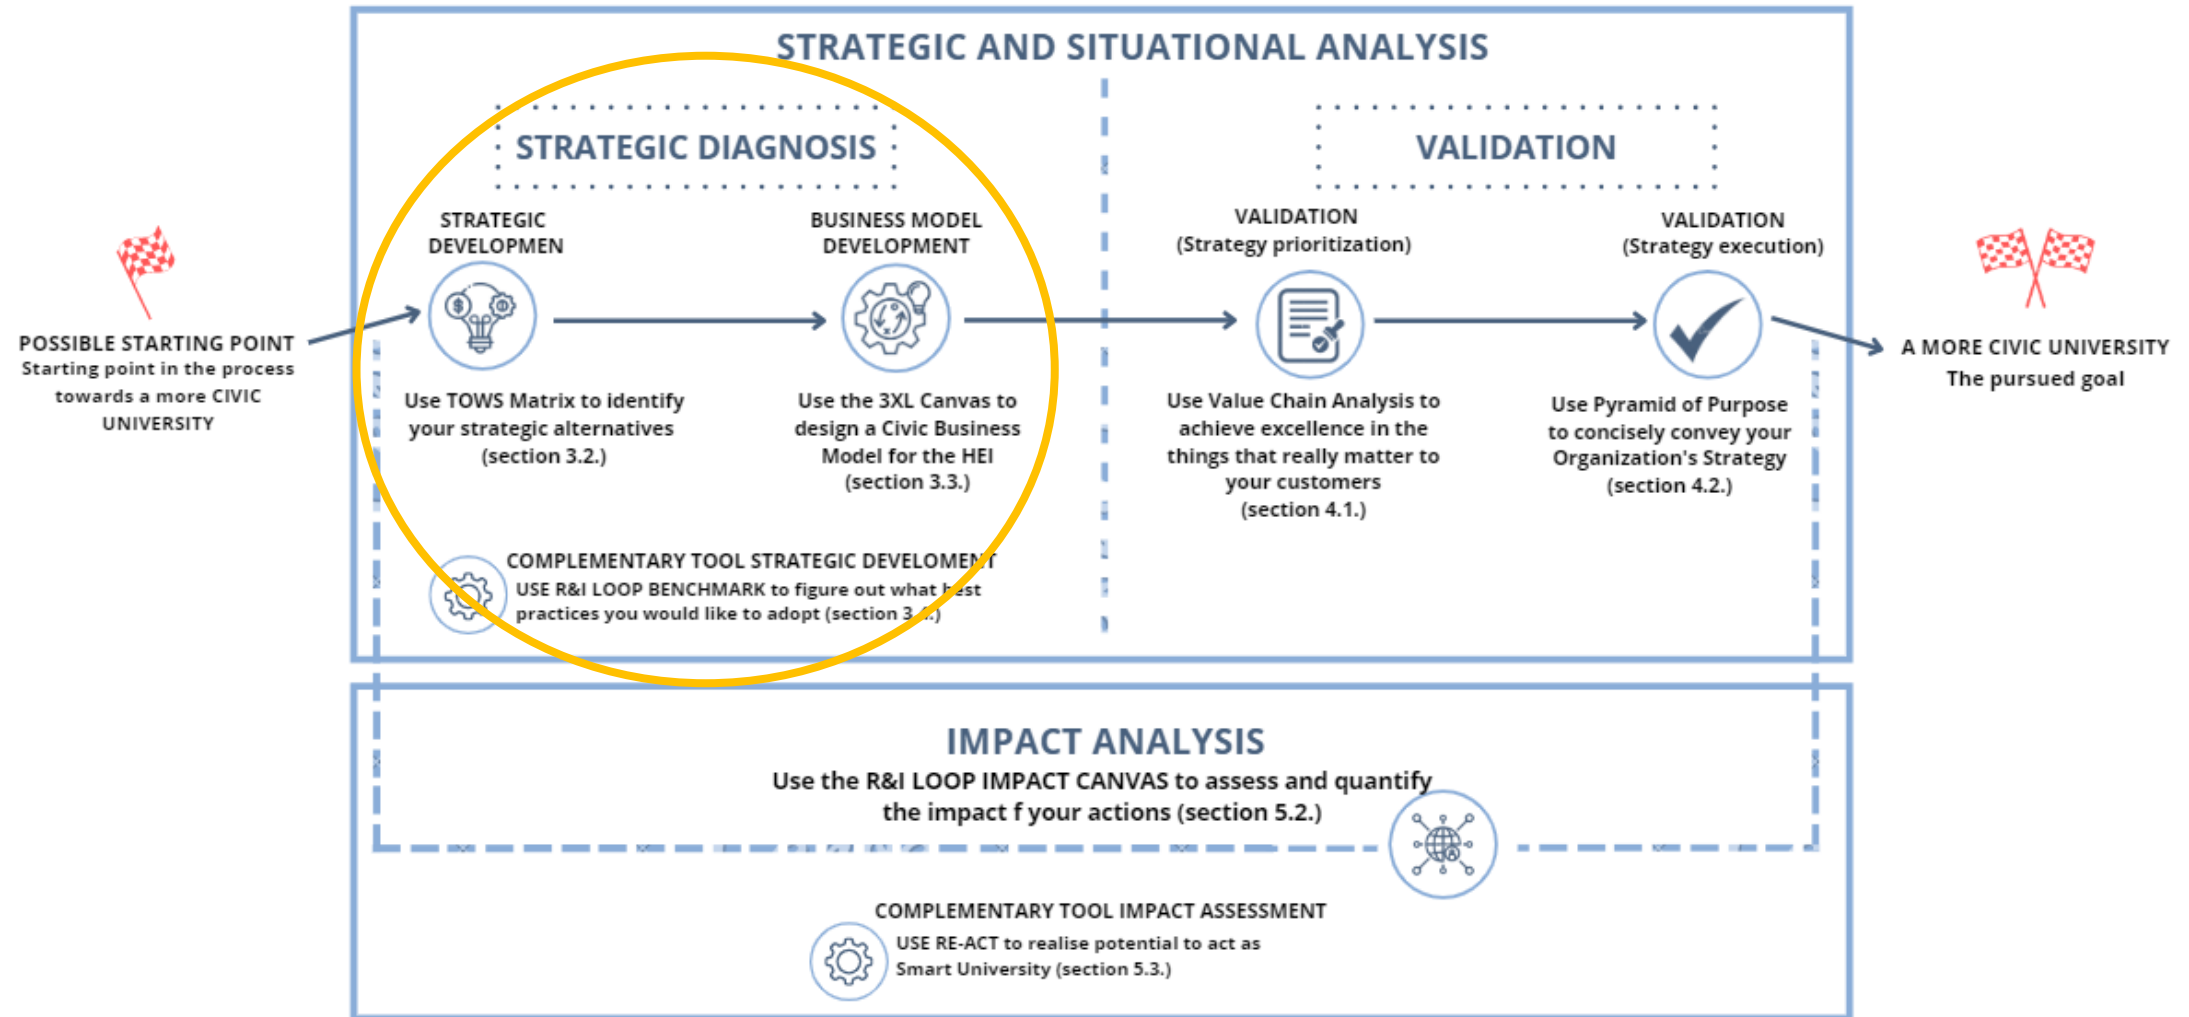 STRATEGIC AND SITUATIONAL ANALYSIS
STRATEGIC DIAGNOSIS
VALIDATION
STRATEGIC
DEVELOPMEN
BUSINESS MODEL
DEVELOPMENT
VALIDATION
(Strategy prioritization)
VALIDATION
(Strategy execution)
POSSIBLE STARTING POINT
Starting point in the process
towards a more CIVIC
UNIVERSITY
A MORE CIVIC UNIVERSITY
The pursued goal
Use TOWS Matrix to identify
your strategic alternatives
(section 3.2.)
Use the 3XL Canvas to
design a Civic Business
Model for the HEI
(section 3.3.)
Use Value Chain Analysis to
achieve excellence in the
things that really matter to
your customers
(section 4.1.)
Use Pyramid of Purpose
to concisely convey your
Organization's Strategy
(section 4.2.)
COMPLEMENTARY TOOL STRATEGIC DEVELOMENT
USE R&I LOOP BENCHMARK to figure out what best
practices you would like to adopt (section
IMPACT ANALYSIS
Use the R&I LOOP IMPACT CANVAS to assess and quantify
the impact f your actions (section 5.2.)
COMPLEMENTARY TOOL IMPACT ASSESSMENT
USE RE-ACT to realise potential to act as
Smart University (section 5.3.)